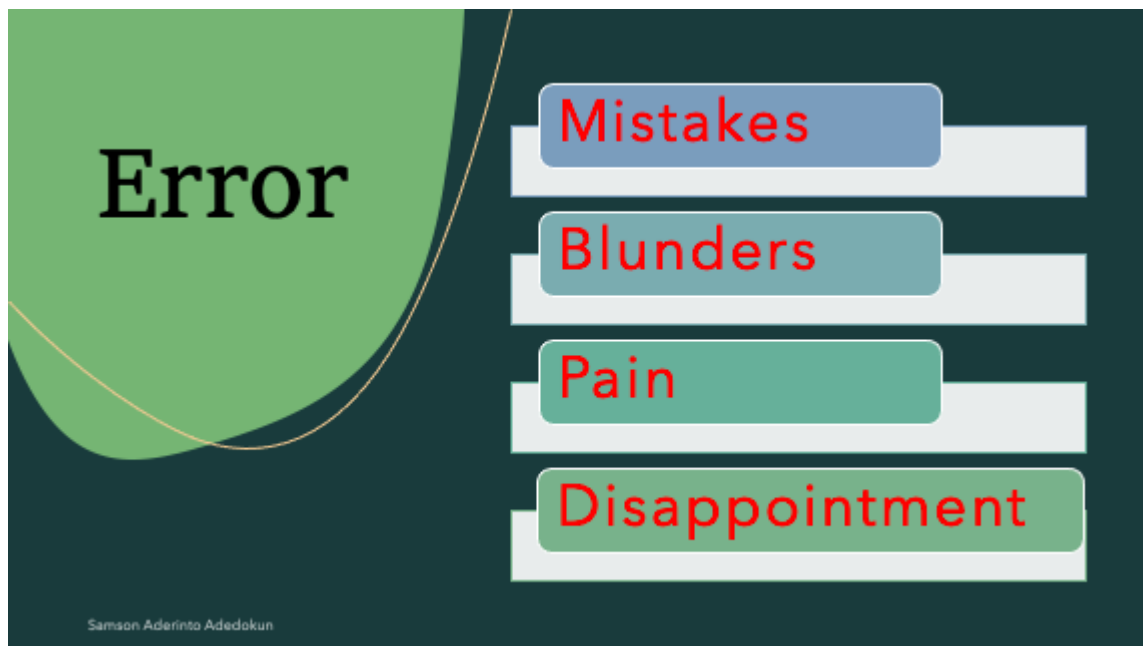 Error
Mistakes
Blunders
Pain
Disappointment
Samson Aderinto Adedokun